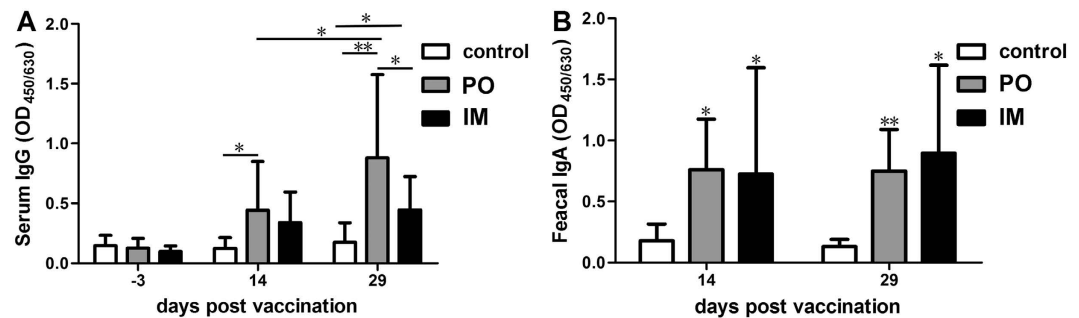 A
Serum IgG (OD450/630)
2.0
1.5
1.0
0.5
0.0
*
*
**
*
*
control
PO
IM
-3 14 29
days post vaccination
B
Feacal IgA (OD450/630)
2.0
1.5
1.0
0.5
0.0
*
*
**
*
control
PO
IM
14 29
days post vaccination